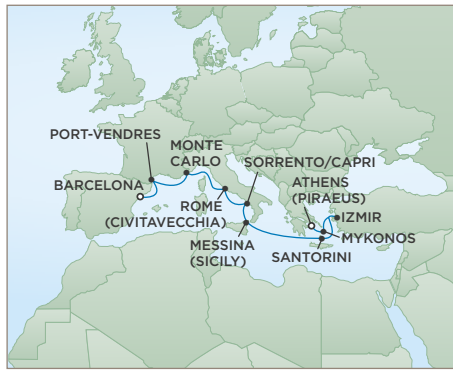 PORT-VENDRES
MONTE
CARLO
SORRENTO/CAPRI
BARCELONA
ATHENS
(PIRAEUS)
ROME
(CIVITAVECCHIA)
IZMIR
MYKONOS
MESSINA
(SICILY)
SANTORINI